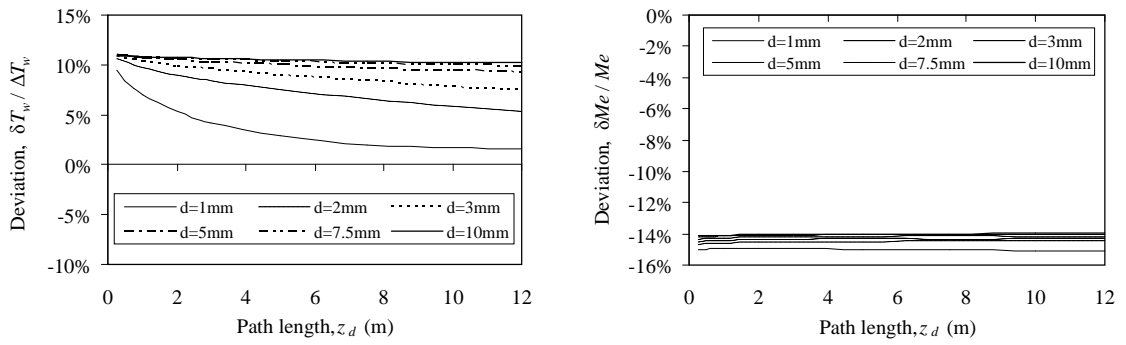 15%
10%
5%
0%
-5%
-10%
Deviation, δT_w / ΔT_w
d=1mm d=2mm d=3mm
d=5mm d=7.5mm d=10mm
0 2 4 6 8 10 12
Path length, z_d (m)
0%
-2%
-4%
-6%
-8%
-10%
-12%
-14%
-16%
Deviation, δMe / Me
d=1mm d=2mm d=3mm
d=5mm d=7.5mm d=10mm
0 2 4 6 8 10 12
Path length, z_d (m)